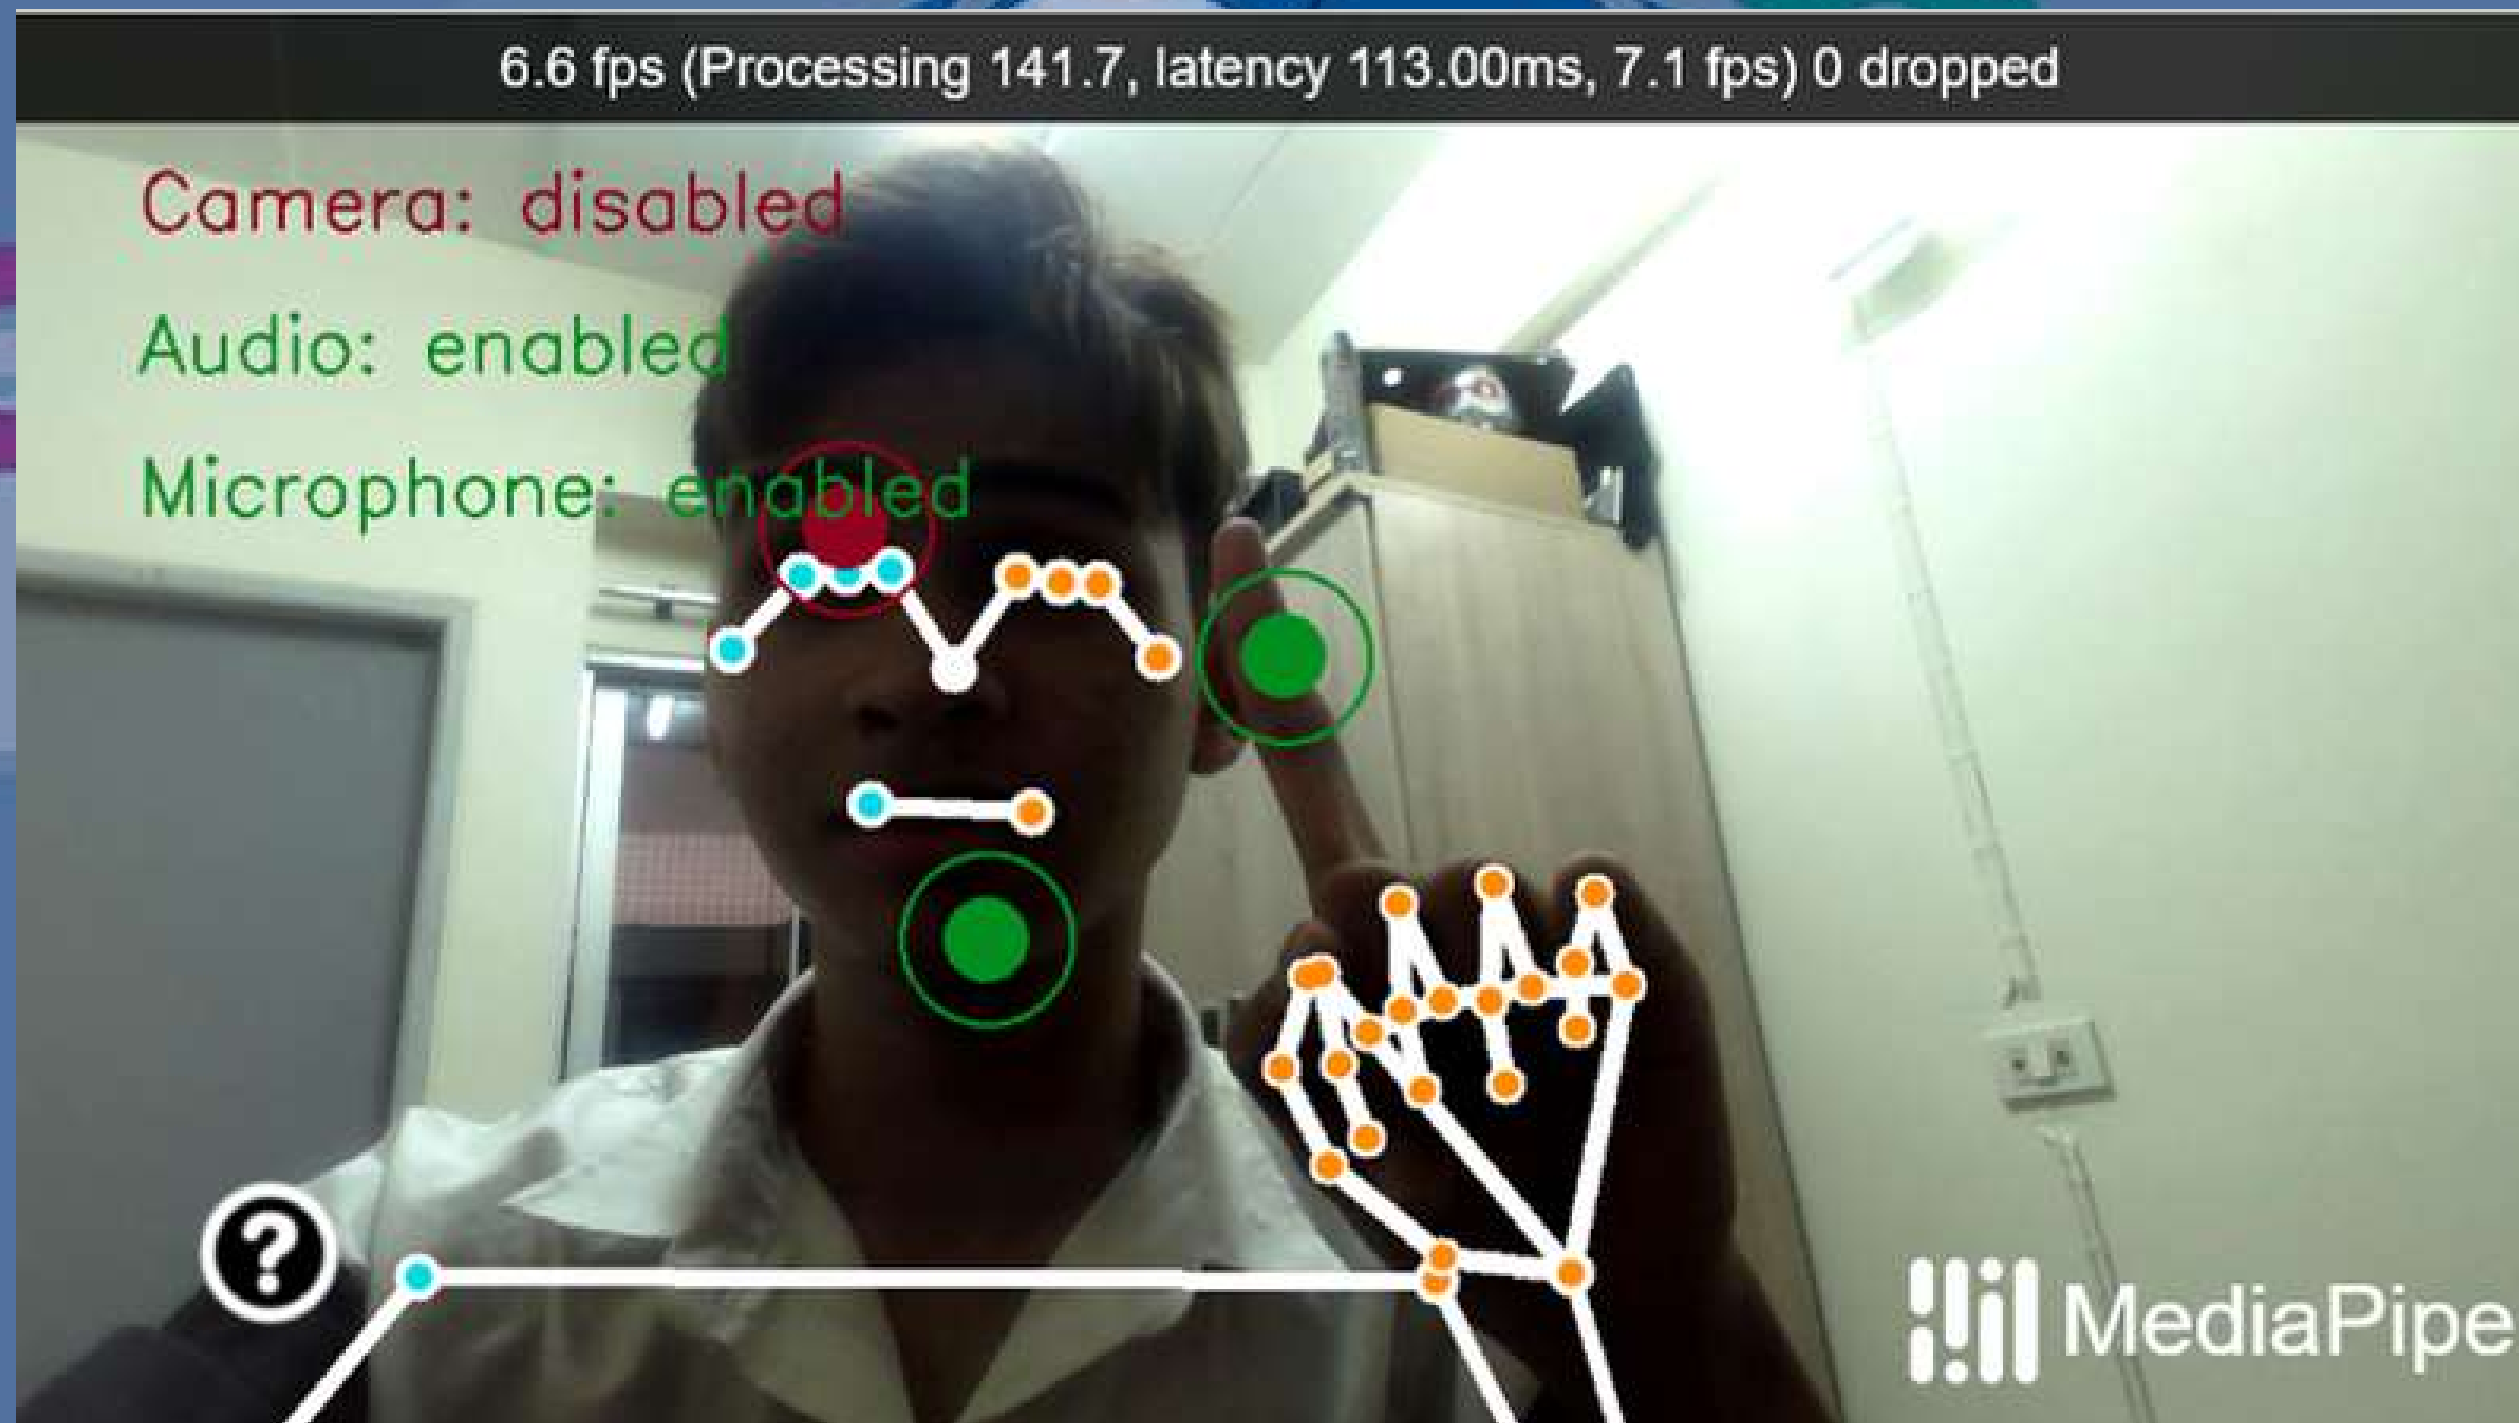 6.6 fps (Processing 141.7, latency 113.00ms, 7.1 fps) 0 dropped
Camera: disabled
Audio: enabled
Microphone: enabled
?
MediaPipe